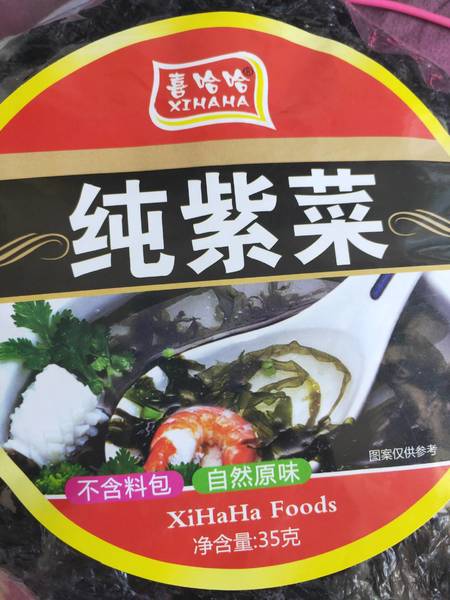 喜哈哈®
XIHAHA
纯紫菜
图案仅供参考
不含料包
自然原味
XiHaHa Foods
净含量:35克